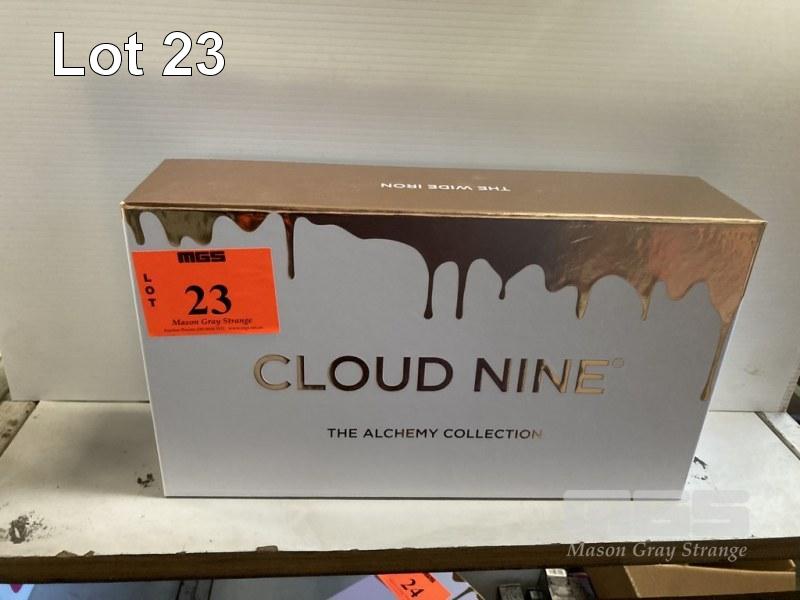 Lot 23
THE WIDE IRON
MGS
LOT
23
Mason Gray Strange
CLOUD NINE
THE ALCHEMY COLLECTION
MGS
Mason Gray Strange
24